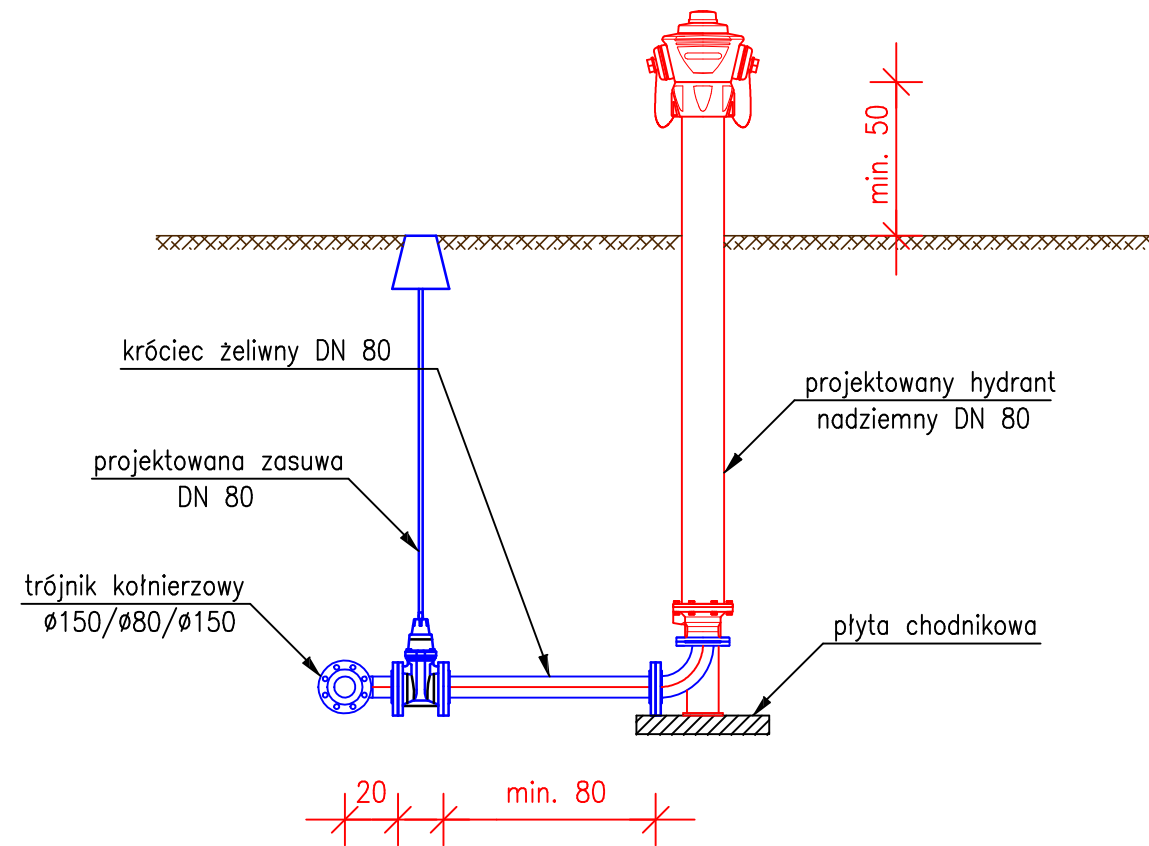 min. 50
króciec żeliwny DN 80
projektowany hydrant
nadziemny DN 80
projektowana zasuwa
DN 80
trójnik kołnierzowy
ø150/ø80/ø150
płyta chodnikowa
20
min. 80